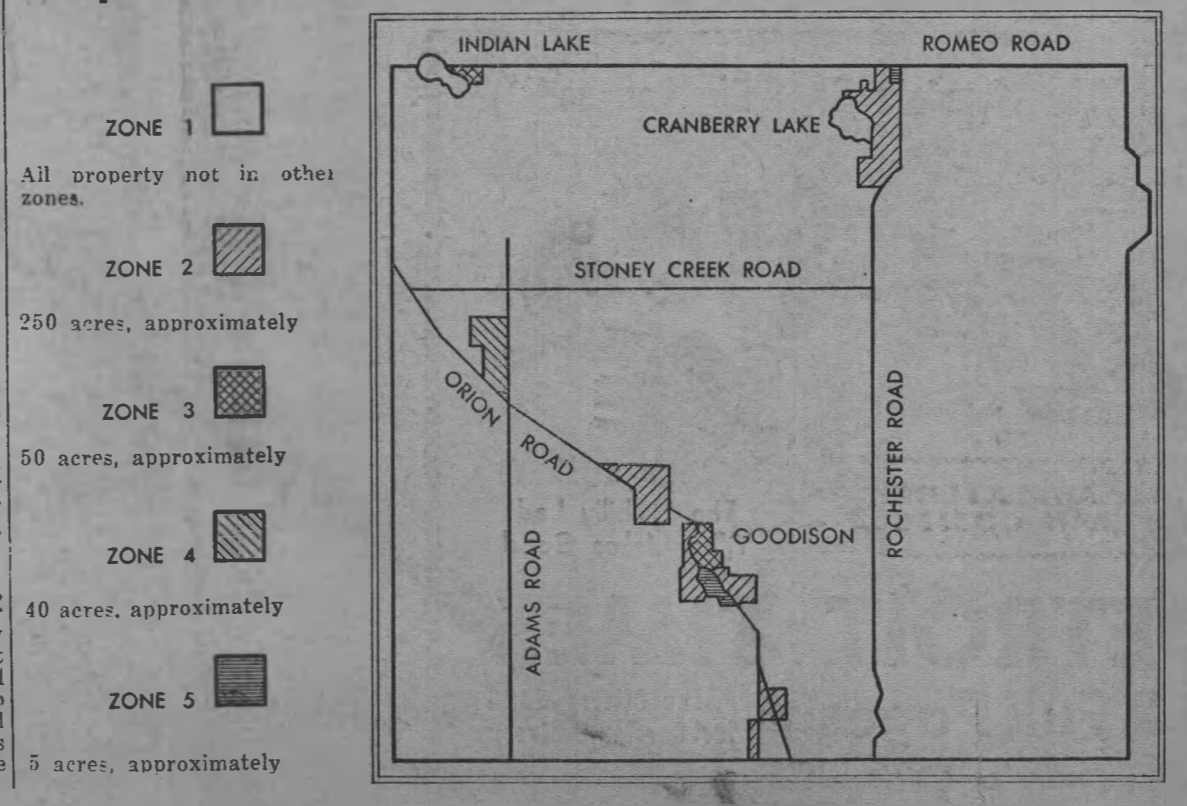 ZONE 1
All property not in other
zones.
ZONE 2
250 acres, approximately
ZONE 3
50 acres, approximately
ZONE 4
40 acres, approximately
ZONE 5
5 acres, approximately
INDIAN LAKE
ROMEO ROAD
CRANBERRY LAKE
STONEY CREEK ROAD
ORION ROAD
ROCHESTER ROAD
GOODISON
ADAMS ROAD